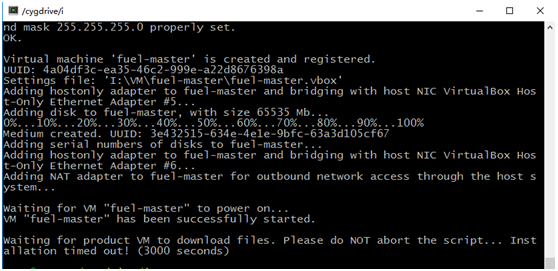 /cygdrive/i
nd mask 255.255.255.0 properly set.
OK.
Virtual machine 'fuel-master' is created and registered.
UUID: 4a04df3c-ea35-46c2-999e-a22d8676398a
Settings file: 'I:\VM\fuel-master\fuel-master.vbox'
Adding hostonly adapter to fuel-master and bridging with host NIC VirtualBox Hos
t-Only Ethernet Adapter #5...
Adding disk to fuel-master, with size 65535 Mb...
0%...10%...20%...30%...40%...50%...60%...70%...80%...90%...100%
Medium created. UUID: 3e432515-634e-4e1e-9bfc-63a3d105cf67
Adding serial numbers of disks to fuel-master...
Adding hostonly adapter to fuel-master and bridging with host NIC VirtualBox Hos
t-Only Ethernet Adapter #6...
Adding NAT adapter to fuel-master for outbound network access through the host s
ystem...
Waiting for VM "fuel-master" to power on...
VM "fuel-master" has been successfully started.
Waiting for product VM to download files. Please do NOT abort the script... Inst
allation timed out! (3000 seconds)